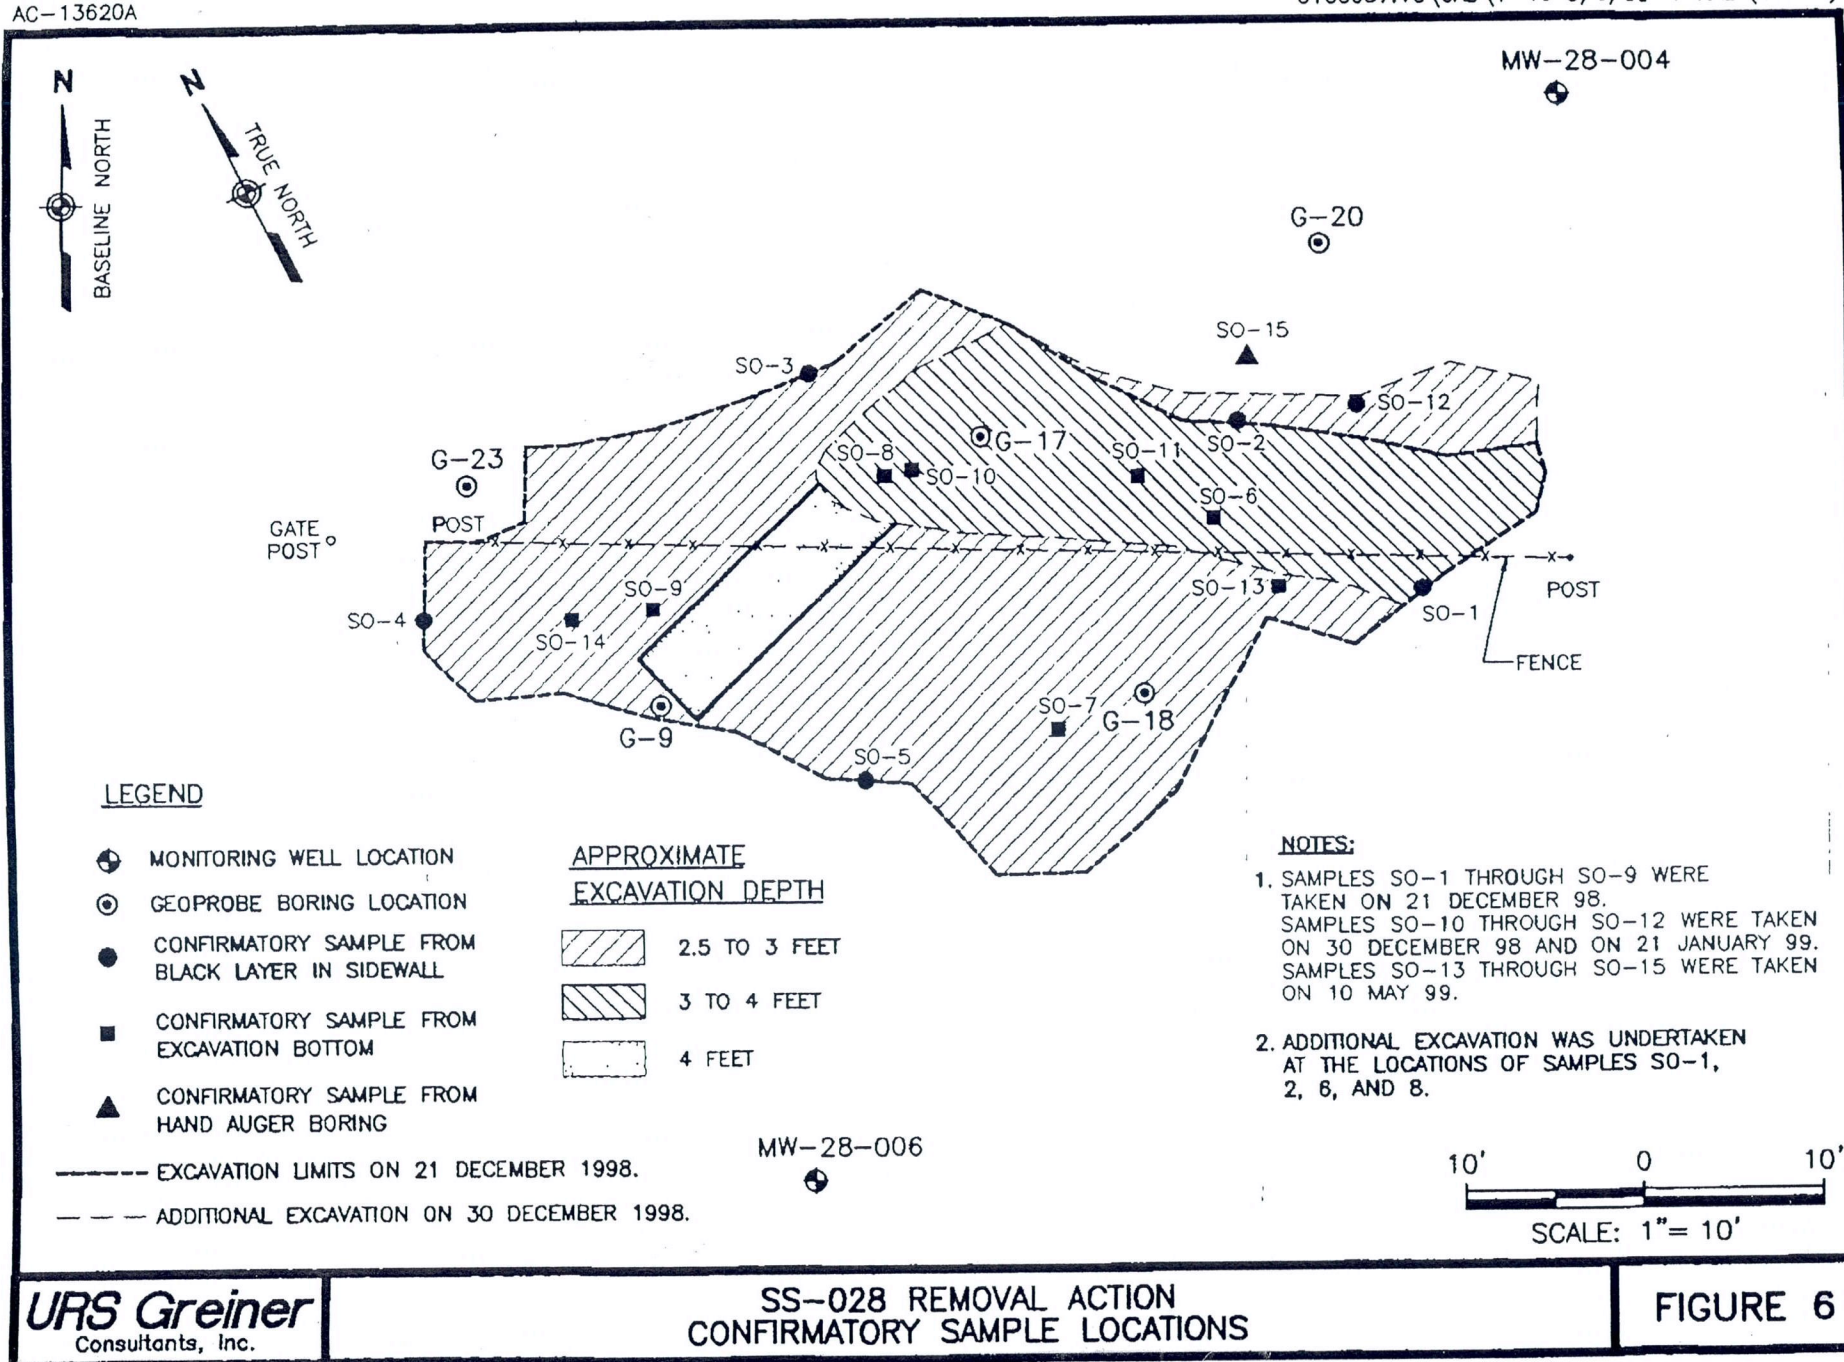 AC-13620A
MW-28-004
N
N
BASELINE NORTH
TRUE NORTH
G-20
SO-15
SO-3
SO-12
SO-2
G-17
SO-11
SO-8
SO-10
G-23
SO-6
POST
GATE
POST
SO-9
SO-13
POST
SO-1
SO-4
SO-14
FENCE
SO-7
G-18
G-9
SO-5
LEGEND
MONITORING WELL LOCATION
GEOPROBE BORING LOCATION
CONFIRMATORY SAMPLE FROM
BLACK LAYER IN SIDEWALL
CONFIRMATORY SAMPLE FROM
EXCAVATION BOTTOM
CONFIRMATORY SAMPLE FROM
HAND AUGER BORING
EXCAVATION LIMITS ON 21 DECEMBER 1998.
ADDITIONAL EXCAVATION ON 30 DECEMBER 1998.
APPROXIMATE
EXCAVATION DEPTH
2.5 TO 3 FEET
3 TO 4 FEET
4 FEET
MW-28-006
NOTES:
1. SAMPLES SO-1 THROUGH SO-9 WERE
TAKEN ON 21 DECEMBER 98.
SAMPLES SO-10 THROUGH SO-12 WERE TAKEN
ON 30 DECEMBER 98 AND ON 21 JANUARY 99.
SAMPLES SO-13 THROUGH SO-15 WERE TAKEN
ON 10 MAY 99.
2. ADDITIONAL EXCAVATION WAS UNDERTAKEN
AT THE LOCATIONS OF SAMPLES SO-1,
2, 6, AND 8.
10' 0 10'
SCALE: 1"= 10'
URS Greiner
Consultants, Inc.
SS-028 REMOVAL ACTION
CONFIRMATORY SAMPLE LOCATIONS
FIGURE 6